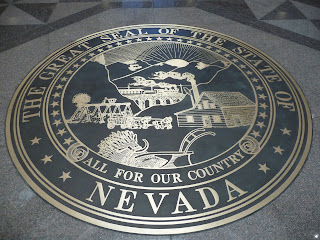 THE GREAT SEAL OF THE STATE OF
ALL FOR OUR COUNTRY
NEVADA